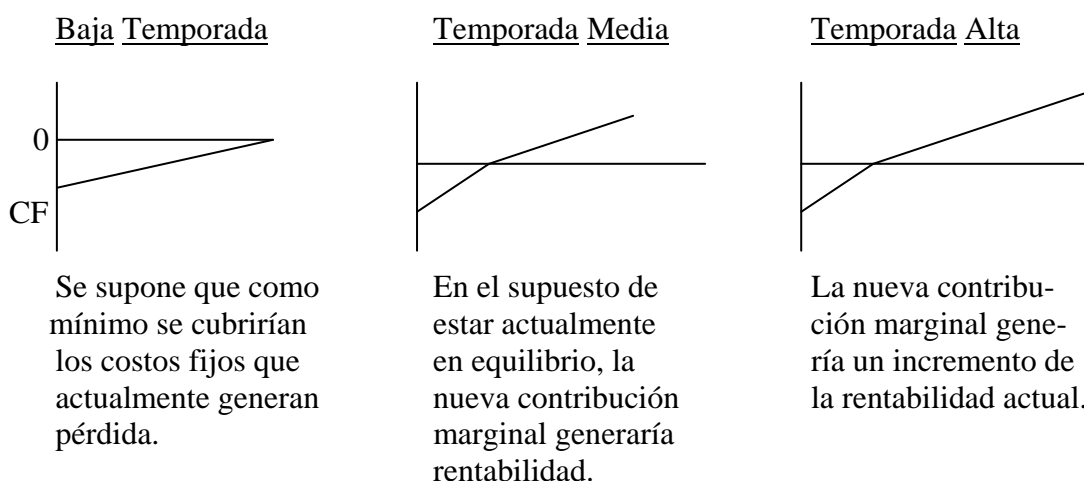 Baja Temporada
0
CF
Se supone que como
mínimo se cubrirían
los costos fijos que
actualmente generan
pérdida.
Temporada Media
En el supuesto de
estar actualmente
en equilibrio, la
nueva contribución
marginal generaría
rentabilidad.
Temporada Alta
La nueva contribu-
ción marginal gene-
ría un incremento de
la rentabilidad actual.